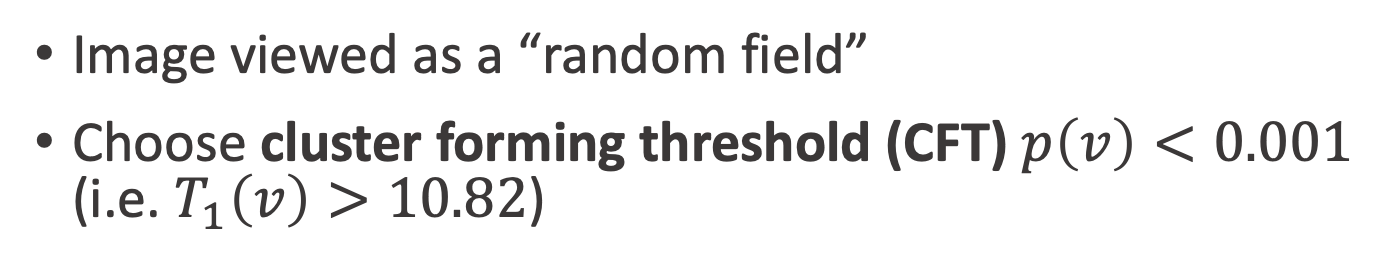 • Image viewed as a “random field”
• Choose cluster forming threshold (CFT) p(v) < 0.001
(i.e. T₁(v) > 10.82)